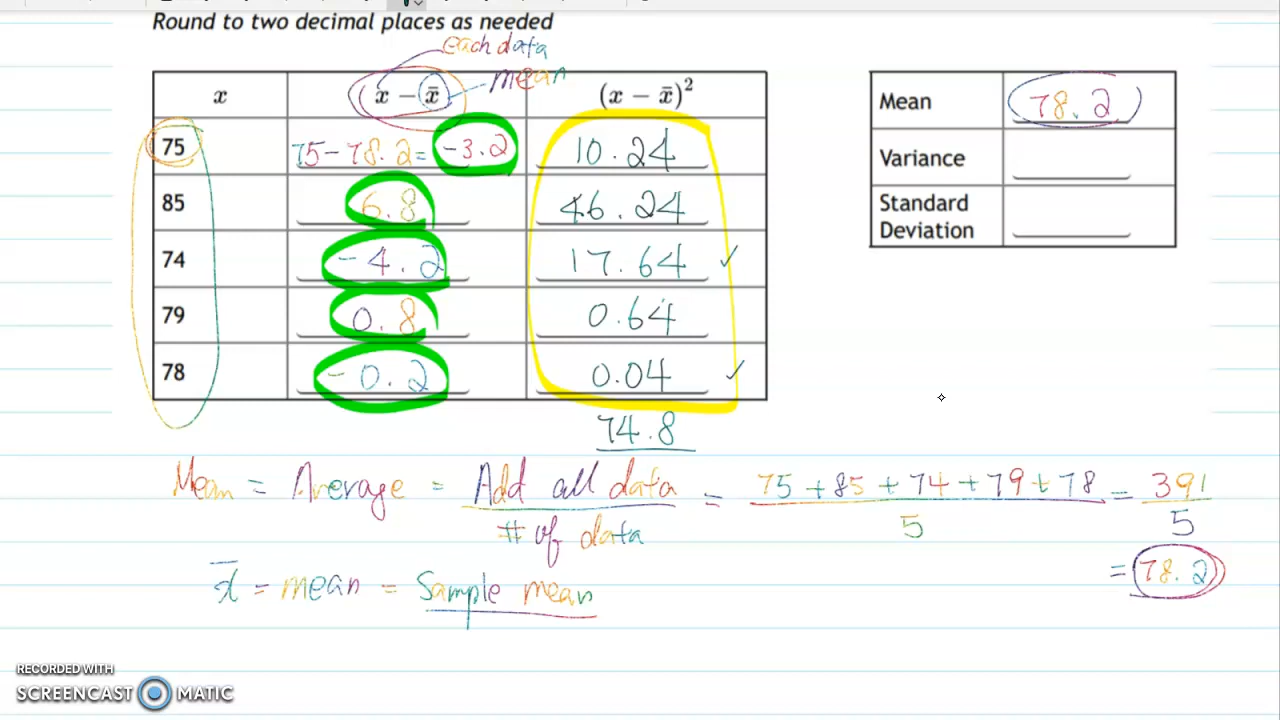 Round to two decimal places as needed
each data
mean
x
x − x̄
(x − x̄)²
75
75−78.2=
−3.2
10.24
85
6.8
46.24
74
−4.2
17.64 ✓
79
0.8
0.64
78
−0.2
0.04 ✓
74.8
Mean
78.2
Variance
Standard
Deviation
Mean = Average = Add all data / # of data = 75+85+74+79+78 / 5 = 391 / 5
= 78.2
x̄ = mean = Sample mean
RECORDED WITH
SCREENCAST MATIC